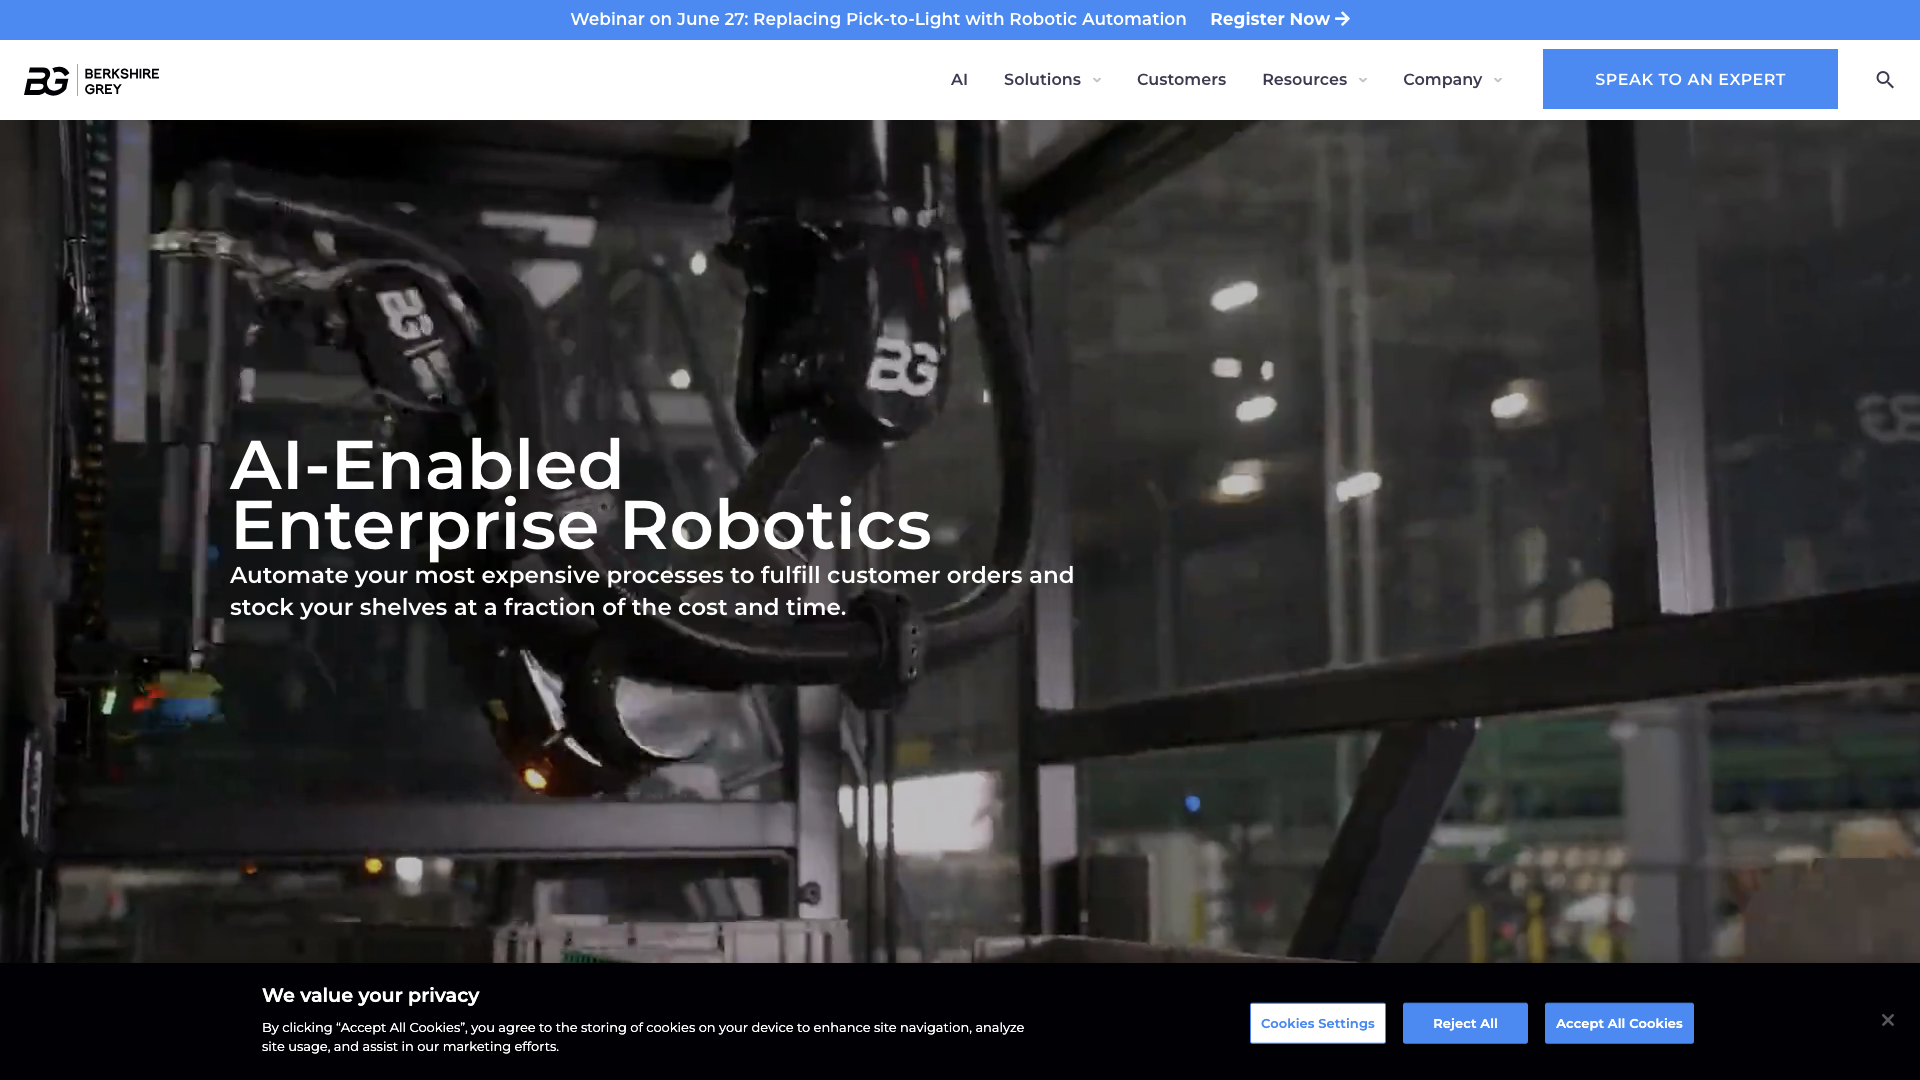 Webinar on June 27: Replacing Pick-to-Light with Robotic Automation Register Now
BG BERKSHIRE GREY
AI Solutions Customers Resources Company SPEAK TO AN EXPERT
BG
BG
BG
AI-Enabled
Enterprise Robotics
Automate your most expensive processes to fulfill customer orders and
stock your shelves at a fraction of the cost and time.
We value your privacy
By clicking “Accept All Cookies”, you agree to the storing of cookies on your device to enhance site navigation, analyze
site usage, and assist in our marketing efforts.
Cookies Settings Reject All Accept All Cookies